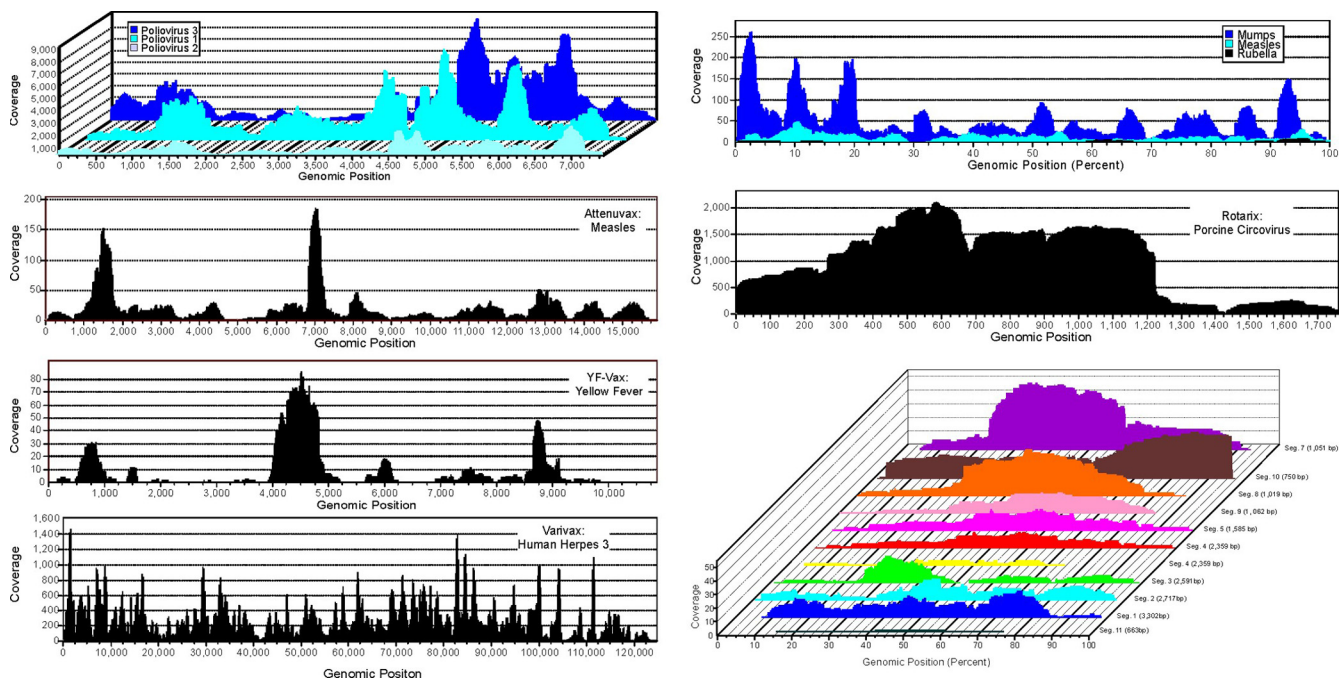 Poliovirus 3
Poliovirus 1
Poliovirus 2
9,000
8,000
7,000
6,000
5,000
4,000
3,000
2,000
1,000
Coverage
0 500 1,000 1,500 2,000 2,500 3,000 3,500 4,000 4,500 5,000 5,500 6,000 6,500 7,000
Genomic Position
Mumps
Measles
Rubella
250
200
150
100
50
0
Coverage
0 10 20 30 40 50 60 70 80 90 100
Genomic Position (Percent)
Attenuvax:
Measles
200
150
100
50
0
Coverage
0 1,000 2,000 3,000 4,000 5,000 6,000 7,000 8,000 9,000 10,000 11,000 12,000 13,000 14,000 15,000
Genomic Position
Rotarix:
Porcine Circovirus
2,000
1,500
1,000
500
0
Coverage
0 100 200 300 400 500 600 700 800 900 1,000 1,100 1,200 1,300 1,400 1,500 1,600 1,700
Genomic Position
YF-Vax:
Yellow Fever
80
70
60
50
40
30
20
10
0
Coverage
0 1,000 2,000 3,000 4,000 5,000 6,000 7,000 8,000 9,000 10,000
Genomic Position
Varivax:
Human Herpes 3
1,600
1,400
1,200
1,000
800
600
400
200
0
Coverage
0 10,000 20,000 30,000 40,000 50,000 60,000 70,000 80,000 90,000 100,000 110,000 120,000
Genomic Positon
Seg. 7 (1,051 bp)
Seg. 10 (750 bp)
Seg. 8 (1,019 bp)
Seg. 9 (1,062 bp)
Seg. 5 (1,585 bp)
Seg. 4 (2,359 bp)
Seg. 4 (2,359 bp)
Seg. 3 (2,591 bp)
Seg. 2 (2,717bp)
Seg. 1 (3,302 bp)
Seg. 11 (663bp)
50
40
30
20
10
0
Coverage
0 10 20 30 40 50 60 70 80 90 100
Genomic Position (Percent)